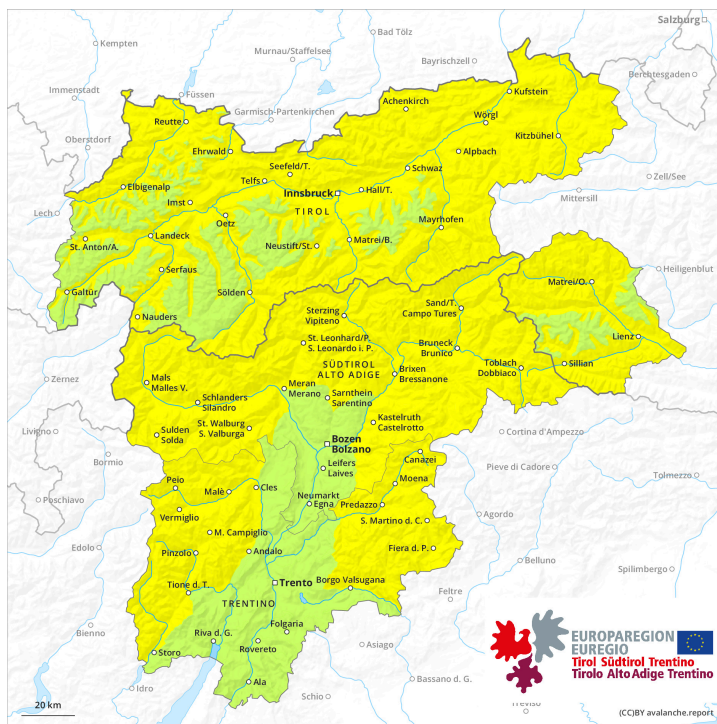 Salzburg
Kempten
Bad Tölz
Murnau/Staffelsee
Bayrischzell
Berchtesgaden
Immenstadt
Füssen
Garmisch-Partenkirchen
Achenkirch
Kufstein
Reutte
Wörgl
Oberstdorf
Ehrwald
Kitzbühel
Seefeld/T.
Alpbach
Schwaz
Zell/See
Elbigenalp
Telfs
Innsbruck
Hall/T.
Mittersill
Lech
Imst
TIROL
Oetz
Mayrhofen
St. Anton/A.
Landeck
Neustift/St.
Matrei/B.
Heiligenblut
Serfaus
Matrei/O.
Galtür
Sölden
Nauders
Sterzing
Vipiteno
Sand/T.
Campo Tures
Lienz
St. Leonhard/P.
S. Leonardo i. P.
Bruneck
Brunico
Sillian
SÜDTIROL
ALTO ADIGE
Toblach
Dobbiaco
Zernez
Mals
Malles V.
Meran
Merano
Brixen
Bressanone
Schlanders
Silandro
Sarnthein
Sarentino
St. Walburg
S. Valburga
Kastelruth
Castelrotto
Livigno
Sulden
Solda
Bozen
Bolzano
Cortina d'Ampezzo
Bormio
Canazei
Leifers
Laives
Pieve di Cadore
Tolmezzo
Peio
Malè
Cles
Moena
Poschiavo
Neumarkt
Egna
Predazzo
Vermiglio
Agordo
M. Campiglio
S. Martino d. C.
Edolo
Pinzolo
Andalo
Fiera d. P.
Belluno
Spilimbergo
Tione d. T.
Trento
Borgo Valsugana
Feltre
TRENTINO
Bienno
Riva d. G.
Folgaria
Storo
Rovereto
Asiago
Idro
Ala
Bassano d. G.
Schio
Treviso
EUROPAREGION
EUREGIO
Tirol Südtirol Trentino
Tirolo Alto Adige Trentino
20 km
(CC)BY avalanche.report